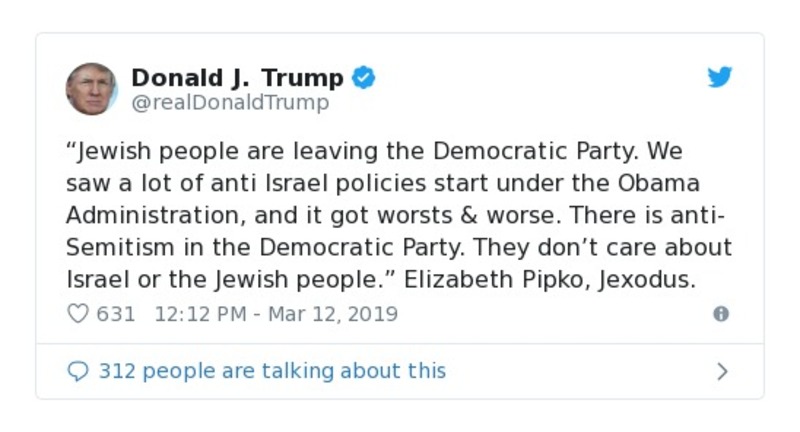 Donald J. Trump
@realDonaldTrump
“Jewish people are leaving the Democratic Party. We
saw a lot of anti Israel policies start under the Obama
Administration, and it got worsts & worse. There is anti-
Semitism in the Democratic Party. They don’t care about
Israel or the Jewish people.” Elizabeth Pipko, Jexodus.
631 12:12 PM - Mar 12, 2019
312 people are talking about this